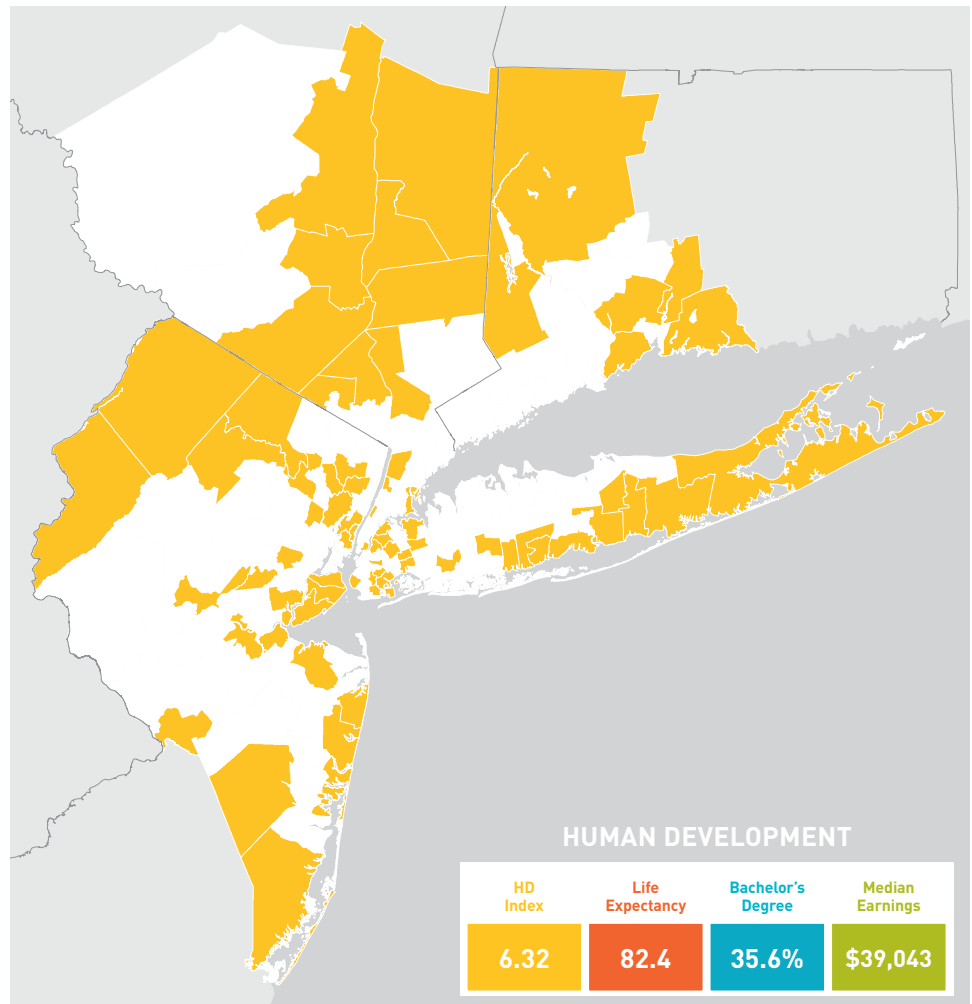 HUMAN DEVELOPMENT
HD
Index
Life
Expectancy
Bachelor's
Degree
Median
Earnings
6.32
82.4
35.6%
$39,043